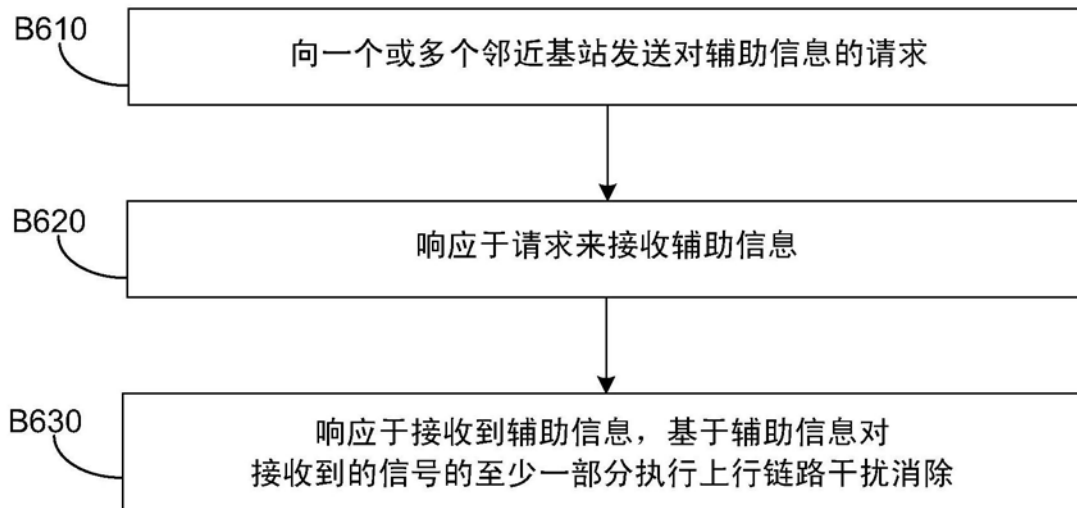 B610
向一个或多个邻近基站发送对辅助信息的请求
B620
响应于请求来接收辅助信息
B630
响应于接收到辅助信息，基于辅助信息对
接收到的信号的至少一部分执行上行链路干扰消除